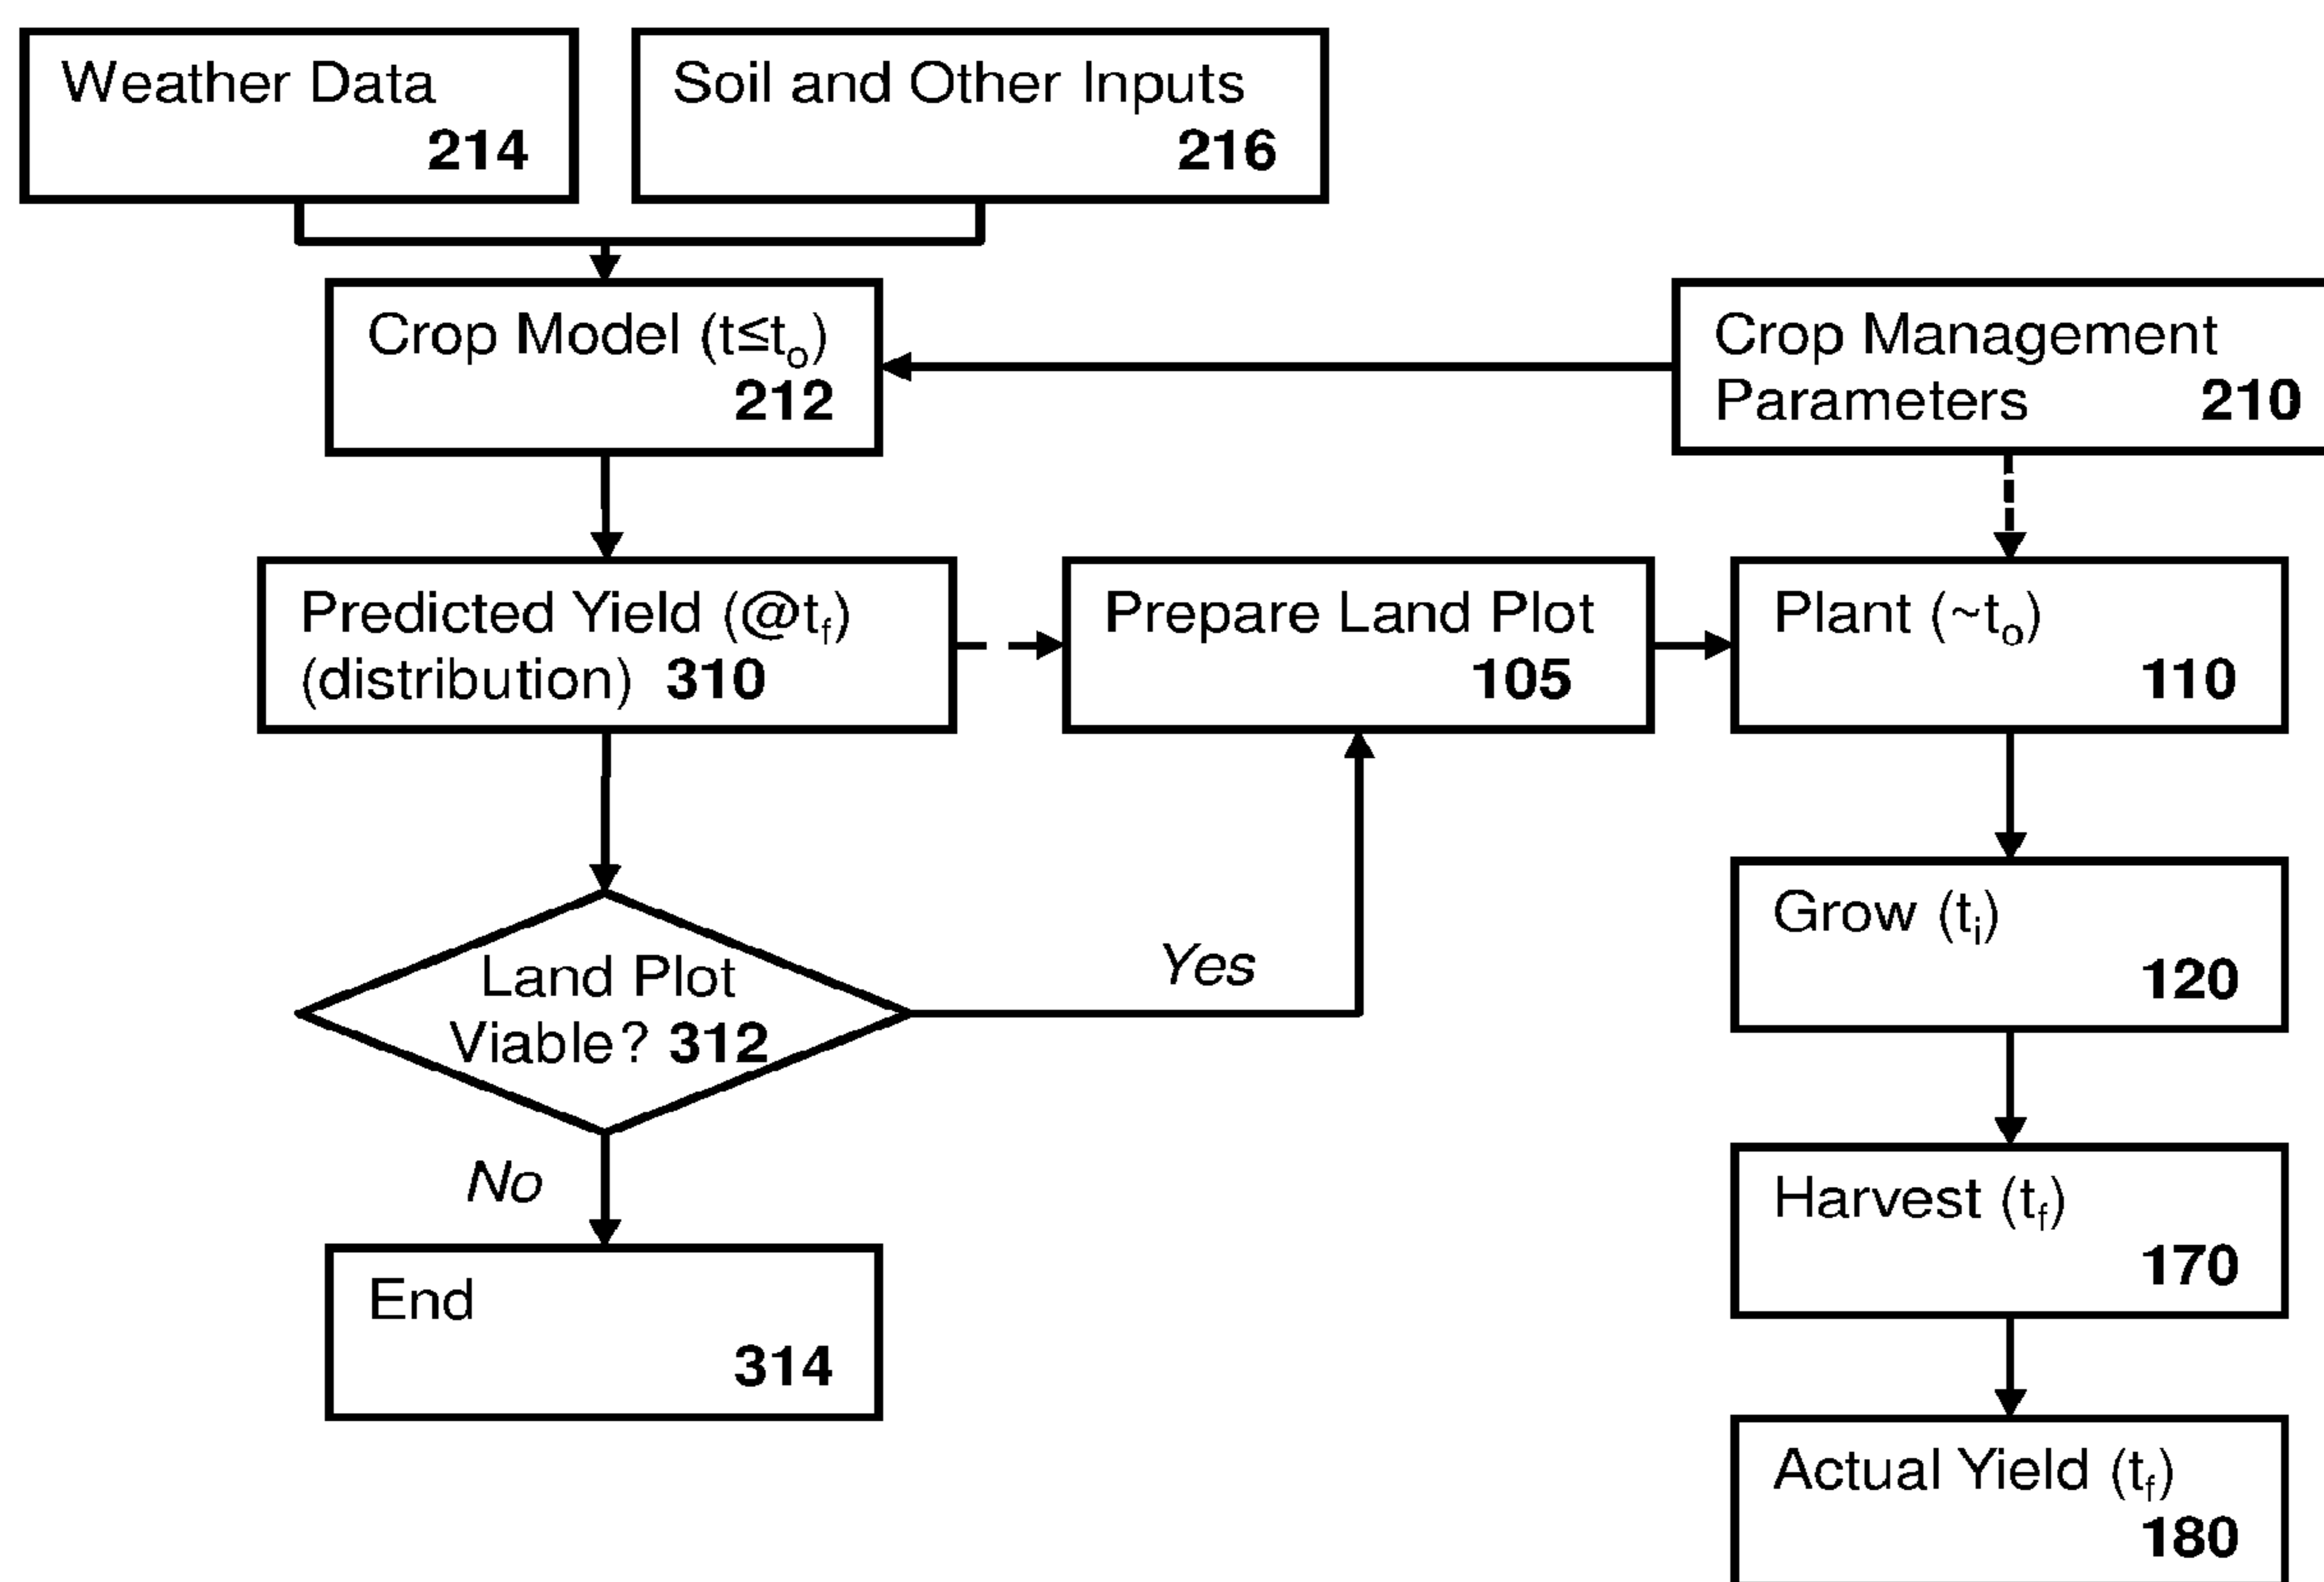 Weather Data
214
Soil and Other Inputs
216
Crop Model (t≤to)
212
Crop Management
Parameters 210
Predicted Yield (@tf)
(distribution) 310
Prepare Land Plot
105
Plant (~to)
110
Grow (ti)
120
Land Plot
Viable? 312
Yes
No
Harvest (tf)
170
End
314
Actual Yield (tf)
180